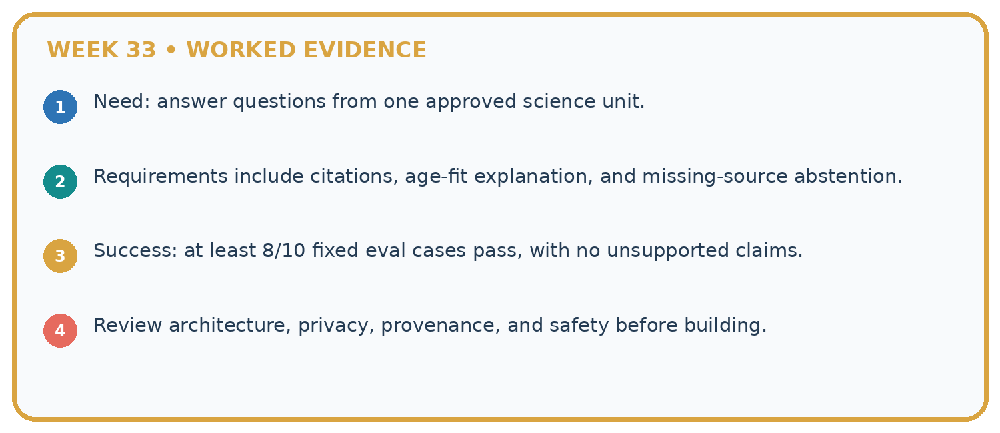 WEEK 33 • WORKED EVIDENCE
1 Need: answer questions from one approved science unit.
2 Requirements include citations, age-fit explanation, and missing-source abstention.
3 Success: at least 8/10 fixed eval cases pass, with no unsupported claims.
4 Review architecture, privacy, provenance, and safety before building.